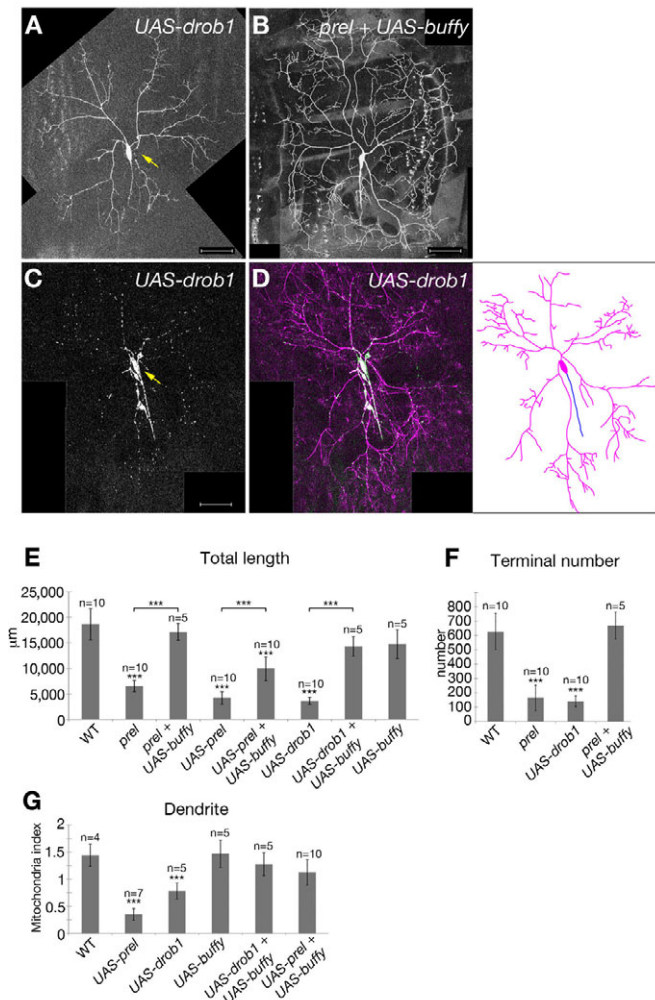 A UAS-drob1
B prel + UAS-buffy
C UAS-drob1
D UAS-drob1
E Total length
25,000
20,000
15,000
10,000
5,000
0
μm
n=10
n=10
***
n=5
n=10
***
n=10
***
n=10
***
n=5
n=5
***
***
***
WT
prel
prel +
UAS-buffy
UAS-prel
UAS-prel +
UAS-buffy
UAS-drob1
UAS-drob1 +
UAS-buffy
UAS-buffy
F Terminal number
800
700
600
500
400
300
200
100
0
number
n=10
n=10
***
n=10
***
n=5
WT
prel
UAS-drob1
prel +
UAS-buffy
G Dendrite
2
1.5
1
0.5
0
Mitochondria index
n=4
n=7
***
n=5
***
n=5
n=5
n=10
WT
UAS-prel
UAS-drob1
UAS-buffy
UAS-drob1 +
UAS-buffy
UAS-prel +
UAS-buffy